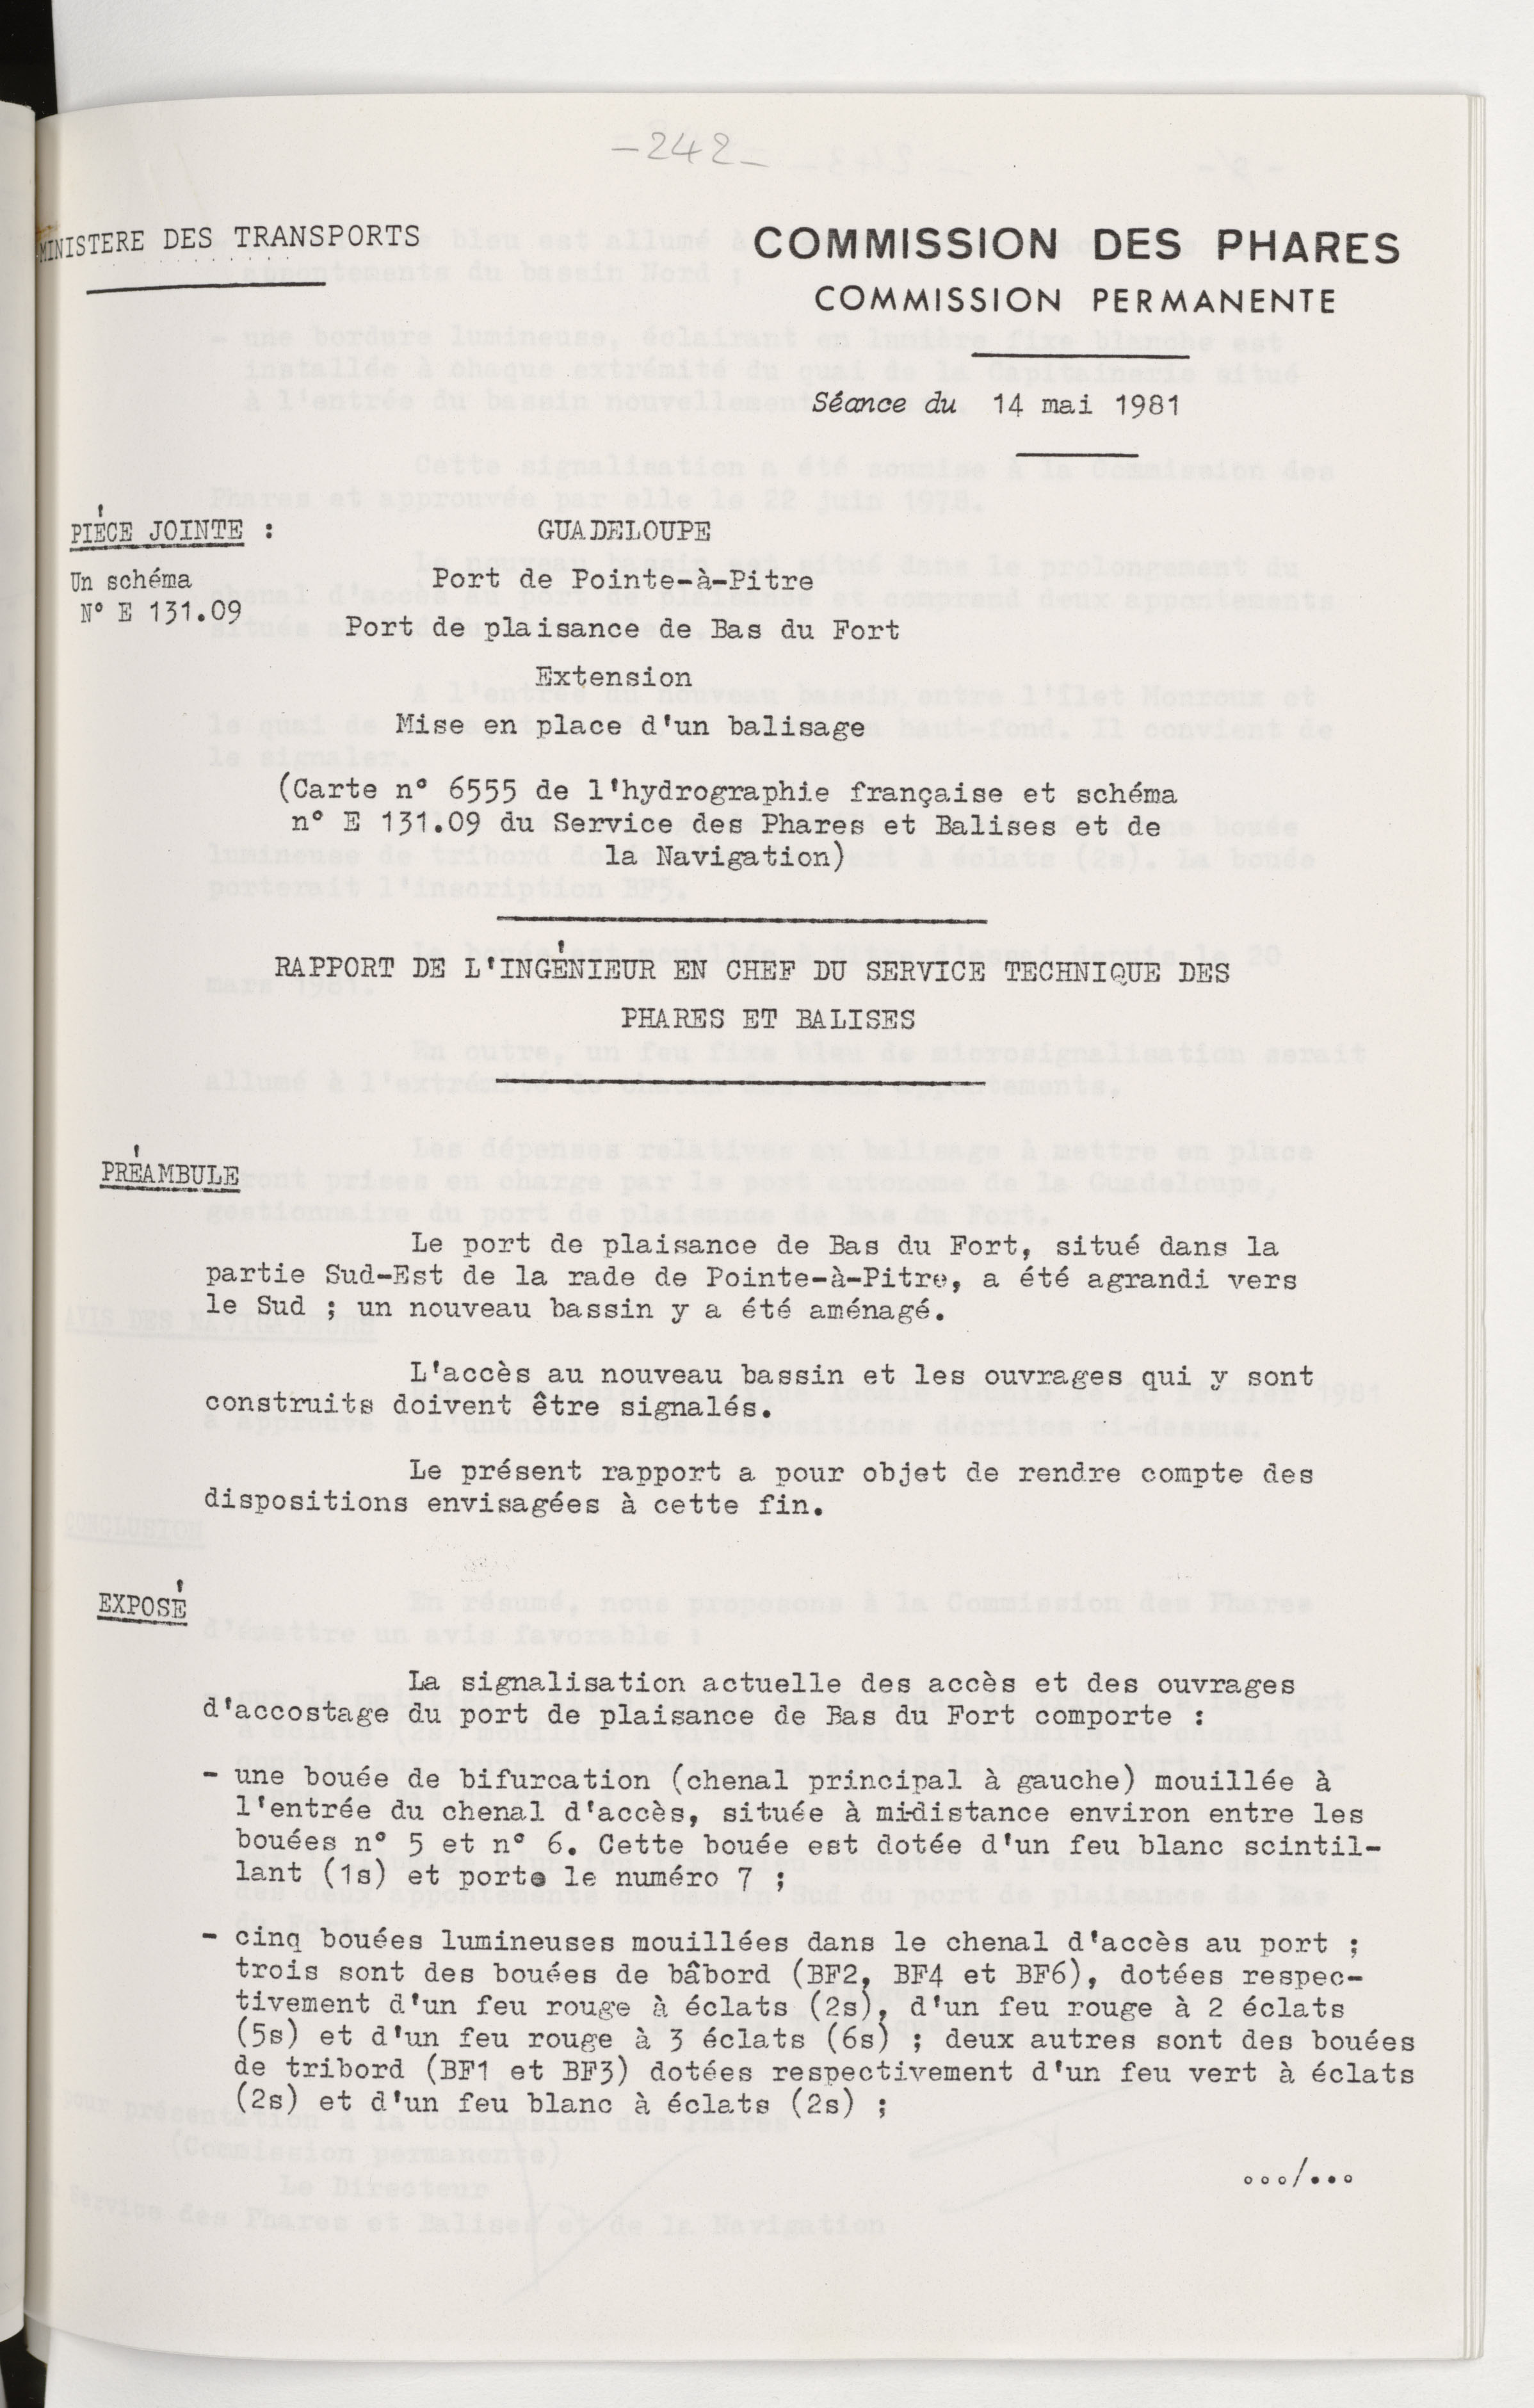 -242-
MINISTERE DES TRANSPORTS
COMMISSION DES PHARES
COMMISSION PERMANENTE
Séance du 14 mai 1981
PIÉCE JOINTE :
Un schéma
N° E 131.09
GUADELOUPE
Port de Pointe-à-Pitre
Port de plaisance de Bas du Fort
Extension
Mise en place d'un balisage
(Carte n° 6555 de l'hydrographie française et schéma
n° E 131.09 du Service des Phares et Balises et de
la Navigation)
RAPPORT DE L'INGÉNIEUR EN CHEF DU SERVICE TECHNIQUE DES
PHARES ET BALISES
PRÉAMBULE
Le port de plaisance de Bas du Fort, situé dans la
partie Sud-Est de la rade de Pointe-à-Pitre, a été agrandi vers
le Sud ; un nouveau bassin y a été aménagé.
L'accès au nouveau bassin et les ouvrages qui y sont
construits doivent être signalés.
Le présent rapport a pour objet de rendre compte des
dispositions envisagées à cette fin.
EXPOSÉ
La signalisation actuelle des accès et des ouvrages
d'accostage du port de plaisance de Bas du Fort comporte :
- une bouée de bifurcation (chenal principal à gauche) mouillée à
l'entrée du chenal d'accès, située à mi-distance environ entre les
bouées n° 5 et n° 6. Cette bouée est dotée d'un feu blanc scintil-
lant (1s) et porte le numéro 7 ;
- cinq bouées lumineuses mouillées dans le chenal d'accès au port ;
trois sont des bouées de bâbord (BF2, BF4 et BF6), dotées respec-
tivement d'un feu rouge à éclats (2s), d'un feu rouge à 2 éclats
(5s) et d'un feu rouge à 3 éclats (6s) ; deux autres sont des bouées
de tribord (BF1 et BF3) dotées respectivement d'un feu vert à éclats
(2s) et d'un feu blanc à éclats (2s) ;
.../...